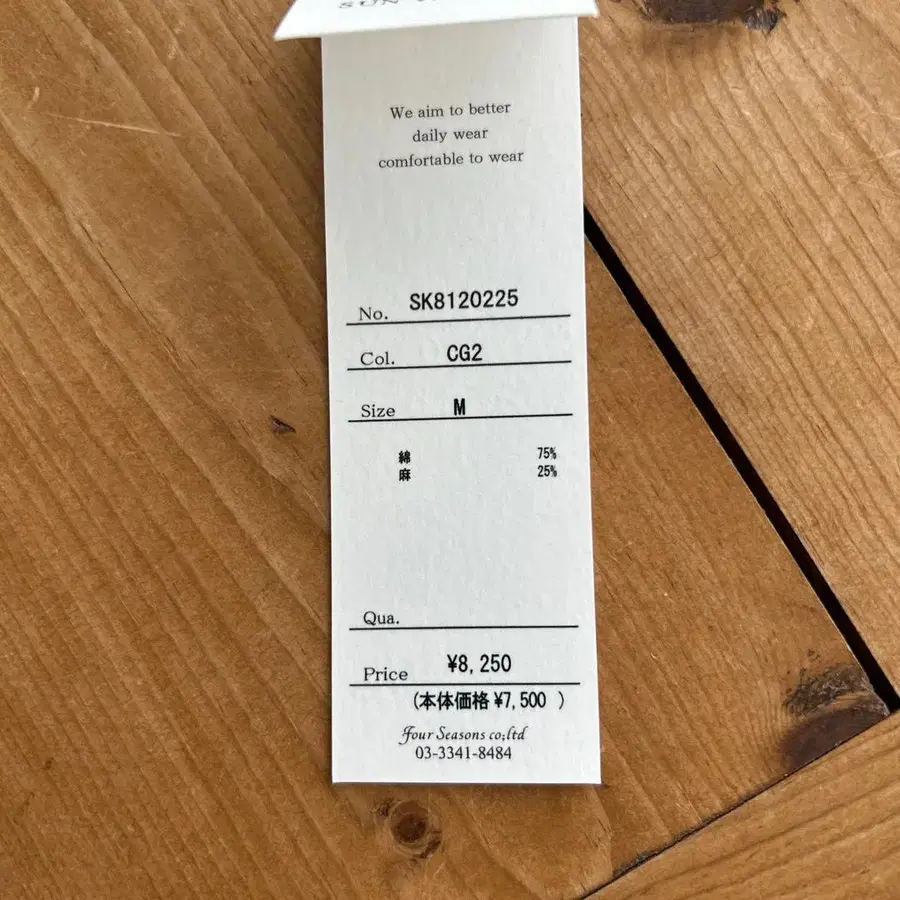 SUN
We aim to better
daily wear
comfortable to wear
No. SK8120225
Col. CG2
Size M
綿 75%
麻 25%
Qua.
Price ¥8,250
(本体価格 ¥7,500 )
Four Seasons co;ltd
03-3341-8484